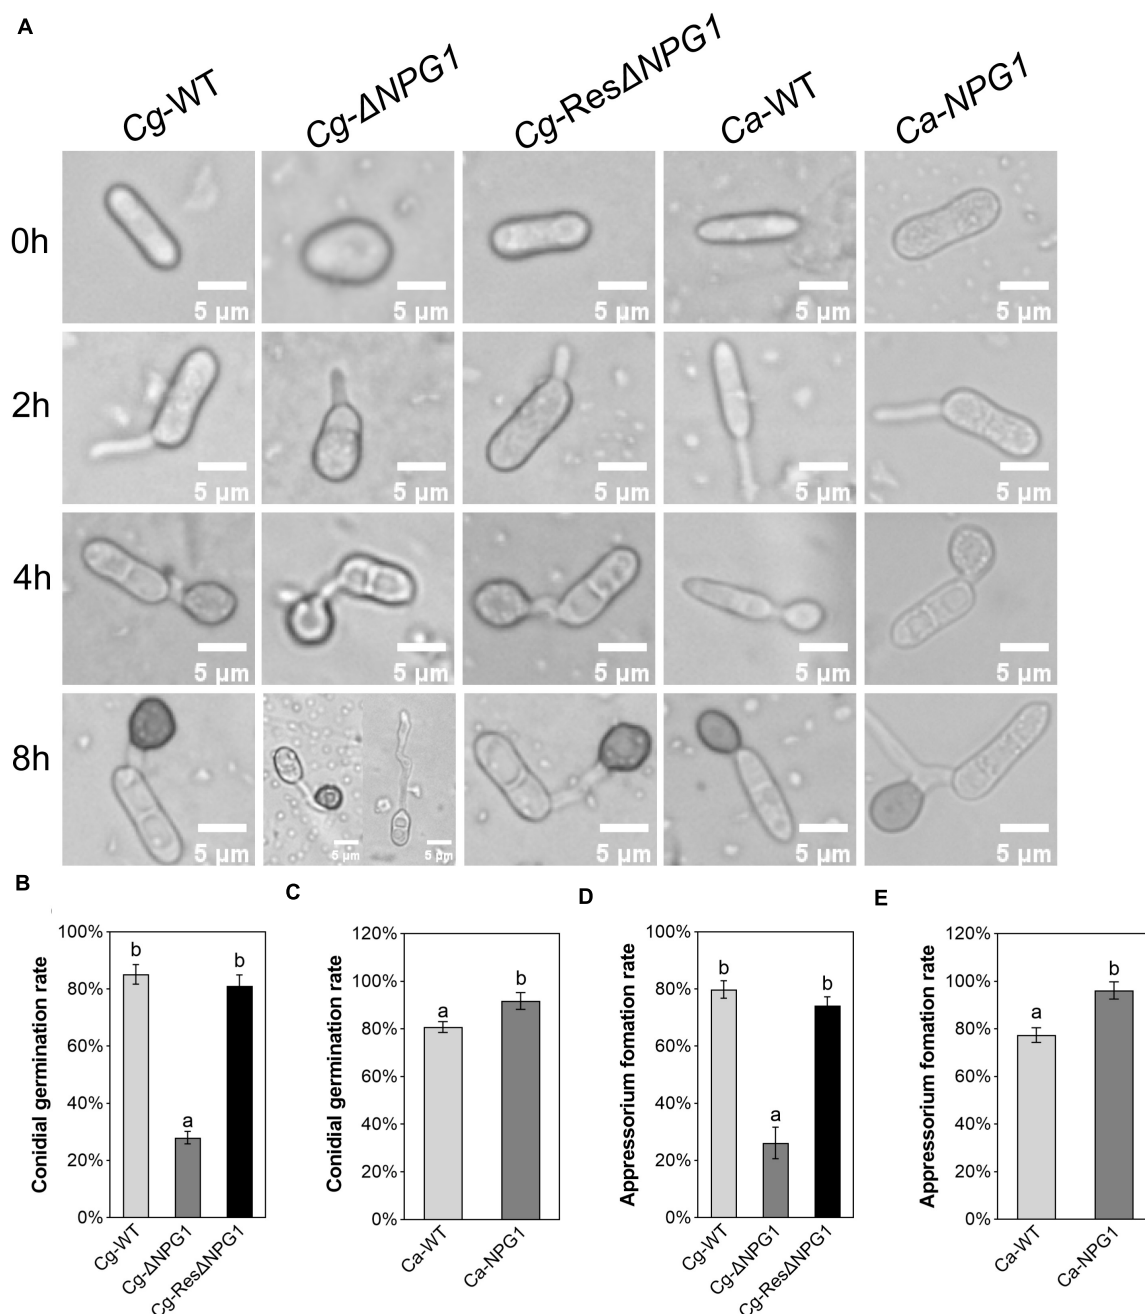 A
Cg-WT
Cg-ΔNPG1
Cg-ResΔNPG1
Ca-WT
Ca-NPG1
0h
5 µm
5 µm
5 µm
5 µm
5 µm
2h
5 µm
5 µm
5 µm
5 µm
5 µm
4h
5 µm
5 µm
5 µm
5 µm
5 µm
8h
5 µm
5 µm
5 µm
5 µm
5 µm
5 µm
B
Conidial germination rate
100%
80%
60%
40%
20%
0%
b
a
b
Cg-WT
Cg-ΔNPG1
Cg-ResΔNPG1
C
Conidial germination rate
120%
100%
80%
60%
40%
20%
0%
a
b
Ca-WT
Ca-NPG1
D
Appressorium fomation rate
100%
80%
60%
40%
20%
0%
b
a
b
Cg-WT
Cg-ΔNPG1
Cg-ResΔNPG1
E
Appressorium fomation rate
120%
100%
80%
60%
40%
20%
0%
a
b
Ca-WT
Ca-NPG1